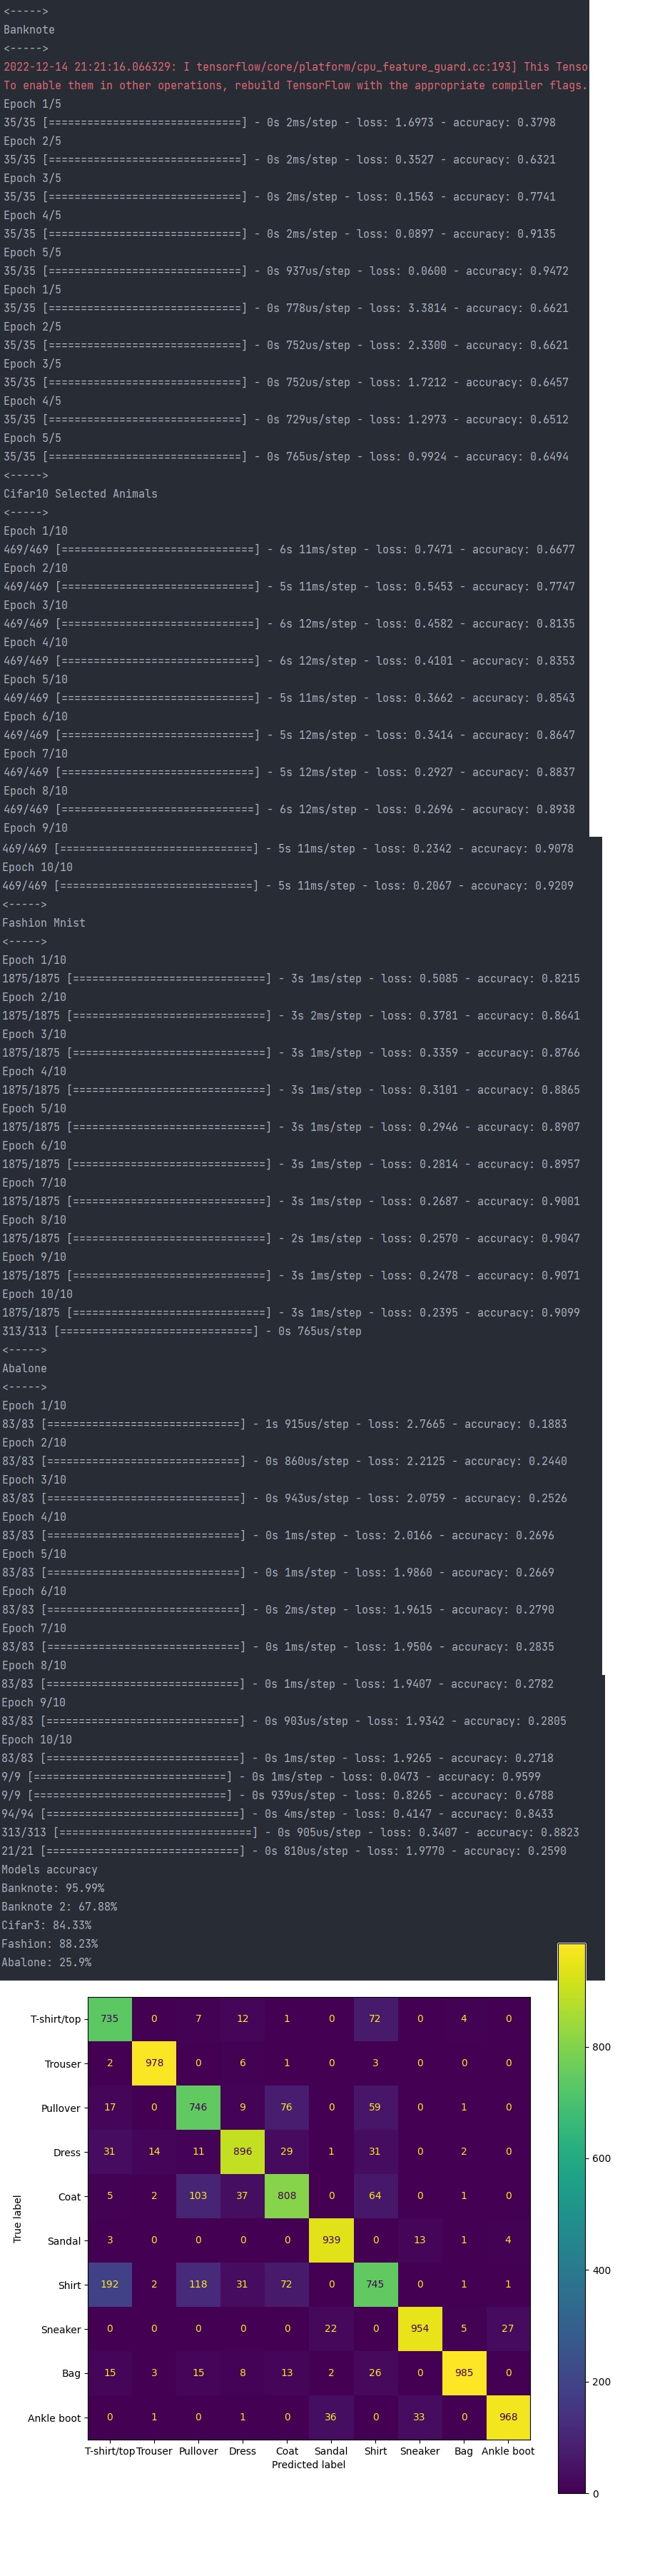 <----->
Banknote
<----->
2022-12-14 21:21:16.066329: I tensorflow/core/platform/cpu_feature_guard.cc:193] This Tenso
To enable them in other operations, rebuild TensorFlow with the appropriate compiler flags.
Epoch 1/5
35/35 [==============================] - 0s 2ms/step - loss: 1.6973 - accuracy: 0.3798
Epoch 2/5
35/35 [==============================] - 0s 2ms/step - loss: 0.3527 - accuracy: 0.6321
Epoch 3/5
35/35 [==============================] - 0s 2ms/step - loss: 0.1563 - accuracy: 0.7741
Epoch 4/5
35/35 [==============================] - 0s 2ms/step - loss: 0.0897 - accuracy: 0.9135
Epoch 5/5
35/35 [==============================] - 0s 937us/step - loss: 0.0600 - accuracy: 0.9472
Epoch 1/5
35/35 [==============================] - 0s 778us/step - loss: 3.3814 - accuracy: 0.6621
Epoch 2/5
35/35 [==============================] - 0s 752us/step - loss: 2.3300 - accuracy: 0.6621
Epoch 3/5
35/35 [==============================] - 0s 752us/step - loss: 1.7212 - accuracy: 0.6457
Epoch 4/5
35/35 [==============================] - 0s 729us/step - loss: 1.2973 - accuracy: 0.6512
Epoch 5/5
35/35 [==============================] - 0s 765us/step - loss: 0.9924 - accuracy: 0.6494
<----->
Cifar10 Selected Animals
<----->
Epoch 1/10
469/469 [==============================] - 6s 11ms/step - loss: 0.7471 - accuracy: 0.6677
Epoch 2/10
469/469 [==============================] - 5s 11ms/step - loss: 0.5453 - accuracy: 0.7747
Epoch 3/10
469/469 [==============================] - 6s 12ms/step - loss: 0.4582 - accuracy: 0.8135
Epoch 4/10
469/469 [==============================] - 6s 12ms/step - loss: 0.4101 - accuracy: 0.8353
Epoch 5/10
469/469 [==============================] - 5s 11ms/step - loss: 0.3662 - accuracy: 0.8543
Epoch 6/10
469/469 [==============================] - 5s 12ms/step - loss: 0.3414 - accuracy: 0.8647
Epoch 7/10
469/469 [==============================] - 5s 12ms/step - loss: 0.2927 - accuracy: 0.8837
Epoch 8/10
469/469 [==============================] - 6s 12ms/step - loss: 0.2696 - accuracy: 0.8938
Epoch 9/10
469/469 [==============================] - 5s 11ms/step - loss: 0.2342 - accuracy: 0.9078
Epoch 10/10
469/469 [==============================] - 5s 11ms/step - loss: 0.2067 - accuracy: 0.9209
<----->
Fashion Mnist
<----->
Epoch 1/10
1875/1875 [==============================] - 3s 1ms/step - loss: 0.5085 - accuracy: 0.8215
Epoch 2/10
1875/1875 [==============================] - 3s 2ms/step - loss: 0.3781 - accuracy: 0.8641
Epoch 3/10
1875/1875 [==============================] - 3s 1ms/step - loss: 0.3359 - accuracy: 0.8766
Epoch 4/10
1875/1875 [==============================] - 3s 1ms/step - loss: 0.3101 - accuracy: 0.8865
Epoch 5/10
1875/1875 [==============================] - 3s 1ms/step - loss: 0.2946 - accuracy: 0.8907
Epoch 6/10
1875/1875 [==============================] - 3s 1ms/step - loss: 0.2814 - accuracy: 0.8957
Epoch 7/10
1875/1875 [==============================] - 3s 1ms/step - loss: 0.2687 - accuracy: 0.9001
Epoch 8/10
1875/1875 [==============================] - 2s 1ms/step - loss: 0.2570 - accuracy: 0.9047
Epoch 9/10
1875/1875 [==============================] - 3s 1ms/step - loss: 0.2478 - accuracy: 0.9071
Epoch 10/10
1875/1875 [==============================] - 3s 1ms/step - loss: 0.2395 - accuracy: 0.9099
313/313 [==============================] - 0s 765us/step
<----->
Abalone
<----->
Epoch 1/10
83/83 [==============================] - 1s 915us/step - loss: 2.7665 - accuracy: 0.1883
Epoch 2/10
83/83 [==============================] - 0s 860us/step - loss: 2.2125 - accuracy: 0.2440
Epoch 3/10
83/83 [==============================] - 0s 943us/step - loss: 2.0759 - accuracy: 0.2526
Epoch 4/10
83/83 [==============================] - 0s 1ms/step - loss: 2.0166 - accuracy: 0.2696
Epoch 5/10
83/83 [==============================] - 0s 1ms/step - loss: 1.9860 - accuracy: 0.2669
Epoch 6/10
83/83 [==============================] - 0s 2ms/step - loss: 1.9615 - accuracy: 0.2790
Epoch 7/10
83/83 [==============================] - 0s 1ms/step - loss: 1.9506 - accuracy: 0.2835
Epoch 8/10
83/83 [==============================] - 0s 1ms/step - loss: 1.9407 - accuracy: 0.2782
Epoch 9/10
83/83 [==============================] - 0s 903us/step - loss: 1.9342 - accuracy: 0.2805
Epoch 10/10
83/83 [==============================] - 0s 1ms/step - loss: 1.9265 - accuracy: 0.2718
9/9 [==============================] - 0s 1ms/step - loss: 0.0473 - accuracy: 0.9599
9/9 [==============================] - 0s 939us/step - loss: 0.8265 - accuracy: 0.6788
94/94 [==============================] - 0s 4ms/step - loss: 0.4147 - accuracy: 0.8433
313/313 [==============================] - 0s 905us/step - loss: 0.3407 - accuracy: 0.8823
21/21 [==============================] - 0s 810us/step - loss: 1.9770 - accuracy: 0.2590
Models accuracy
Banknote: 95.99%
Banknote 2: 67.88%
Cifar3: 84.33%
Fashion: 88.23%
Abalone: 25.9%
T-shirt/top 735 0 7 12 1 0 72 0 4 0
Trouser 2 978 0 6 1 0 3 0 0 0
Pullover 17 0 746 9 76 0 59 0 1 0
Dress 31 14 11 896 29 1 31 0 2 0
Coat 5 2 103 37 808 0 64 0 1 0
Sandal 3 0 0 0 0 939 0 13 1 4
Shirt 192 2 118 31 72 0 745 0 1 1
Sneaker 0 0 0 0 0 22 0 954 5 27
Bag 15 3 15 8 13 2 26 0 985 0
Ankle boot 0 1 0 1 0 36 0 33 0 968
T-shirt/top Trouser Pullover Dress Coat Sandal Shirt Sneaker Bag Ankle boot
Predicted label
True label
800
600
400
200
0